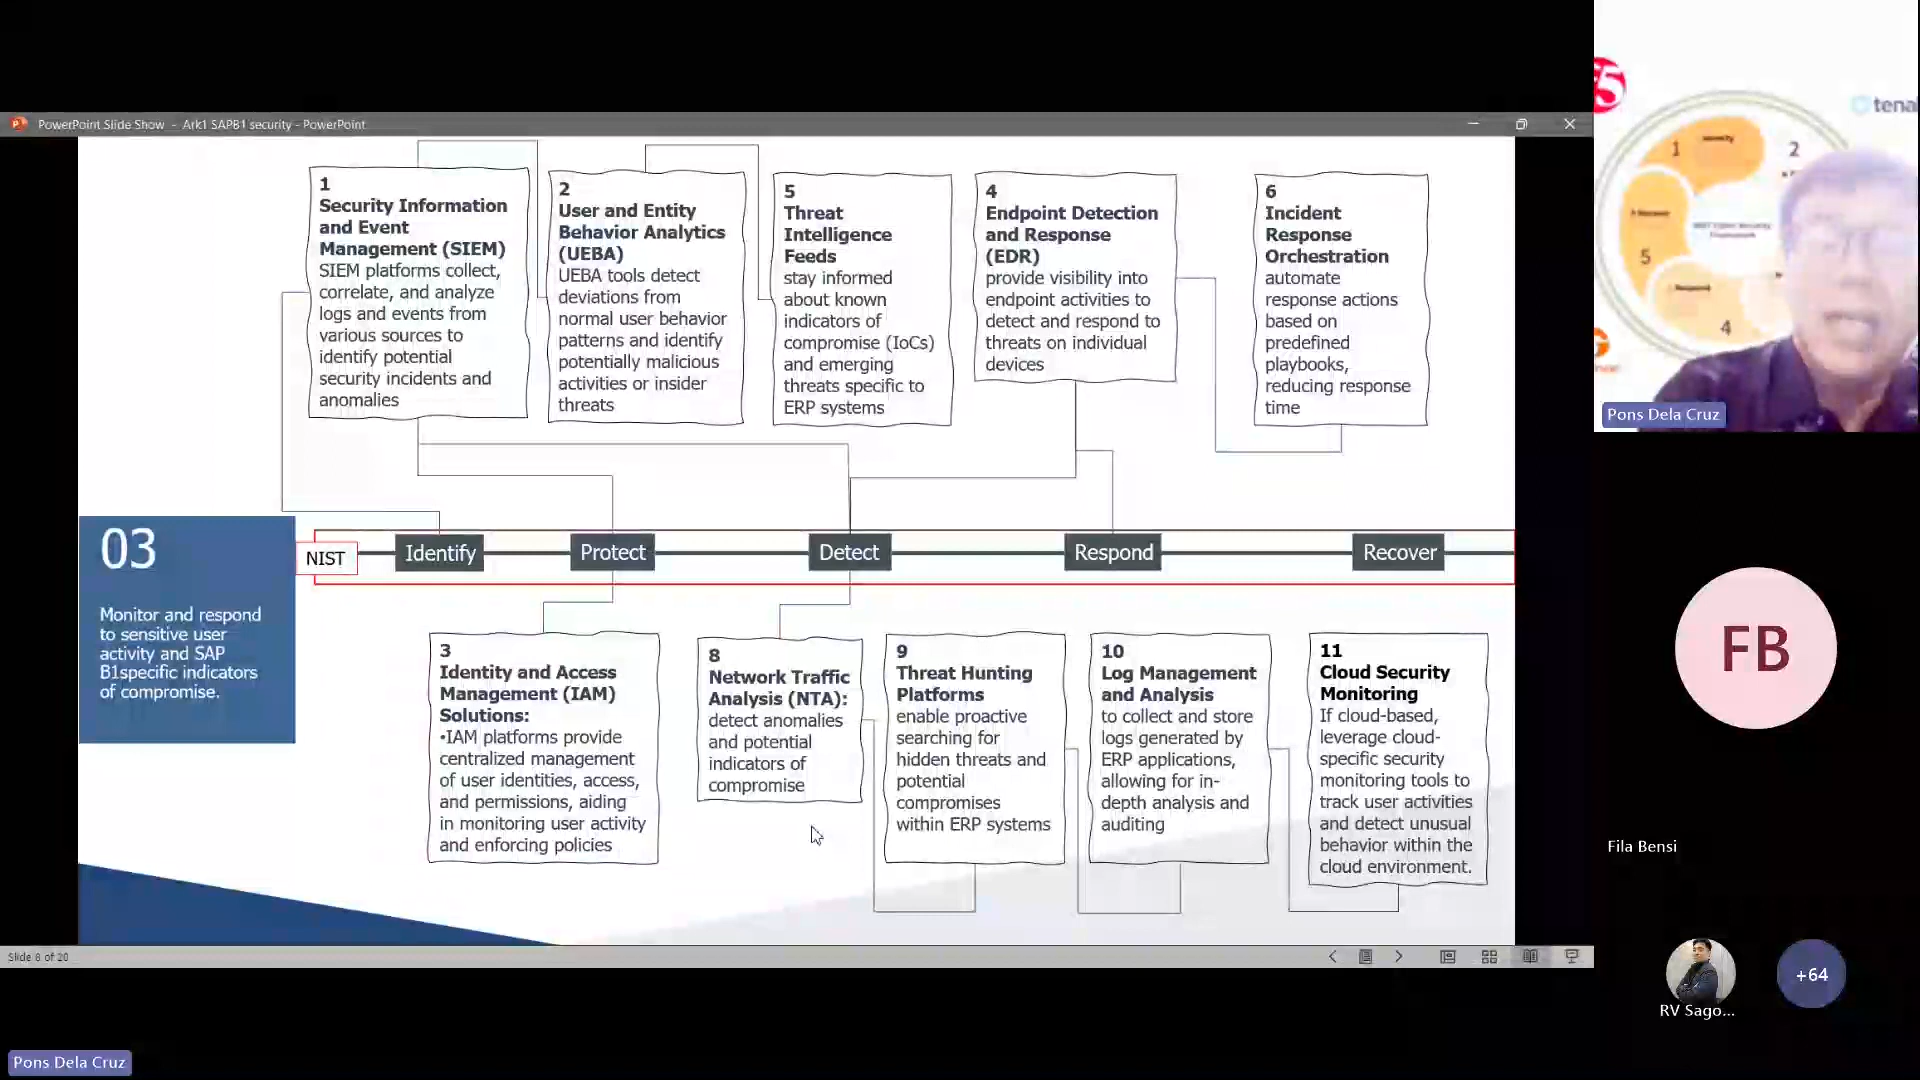 PowerPoint Slide Show - Ark1 SAPB1 security - PowerPoint
1
Security Information
and Event
Management (SIEM)
SIEM platforms collect,
correlate, and analyze
logs and events from
various sources to
identify potential
security incidents and
anomalies
2
User and Entity
Behavior Analytics
(UEBA)
UEBA tools detect
deviations from
normal user behavior
patterns and identify
potentially malicious
activities or insider
threats
5
Threat
Intelligence
Feeds
stay informed
about known
indicators of
compromise (IoCs)
and emerging
threats specific to
ERP systems
4
Endpoint Detection
and Response
(EDR)
provide visibility into
endpoint activities to
detect and respond to
threats on individual
devices
6
Incident
Response
Orchestration
automate
response actions
based on
predefined
playbooks,
reducing response
time
03
Monitor and respond
to sensitive user
activity and SAP
B1specific indicators
of compromise.
NIST
Identify
Protect
Detect
Respond
Recover
3
Identity and Access
Management (IAM)
Solutions:
•IAM platforms provide
centralized management
of user identities, access,
and permissions, aiding
in monitoring user activity
and enforcing policies
8
Network Traffic
Analysis (NTA):
detect anomalies
and potential
indicators of
compromise
9
Threat Hunting
Platforms
enable proactive
searching for
hidden threats and
potential
compromises
within ERP systems
10
Log Management
and Analysis
to collect and store
logs generated by
ERP applications,
allowing for in-
depth analysis and
auditing
11
Cloud Security
Monitoring
If cloud-based,
leverage cloud-
specific security
monitoring tools to
track user activities
and detect unusual
behavior within the
cloud environment.
Slide 8 of 20
Pons Dela Cruz
5
tena
1
2
5
4
Pons Dela Cruz
FB
Fila Bensi
RV Sago...
+64